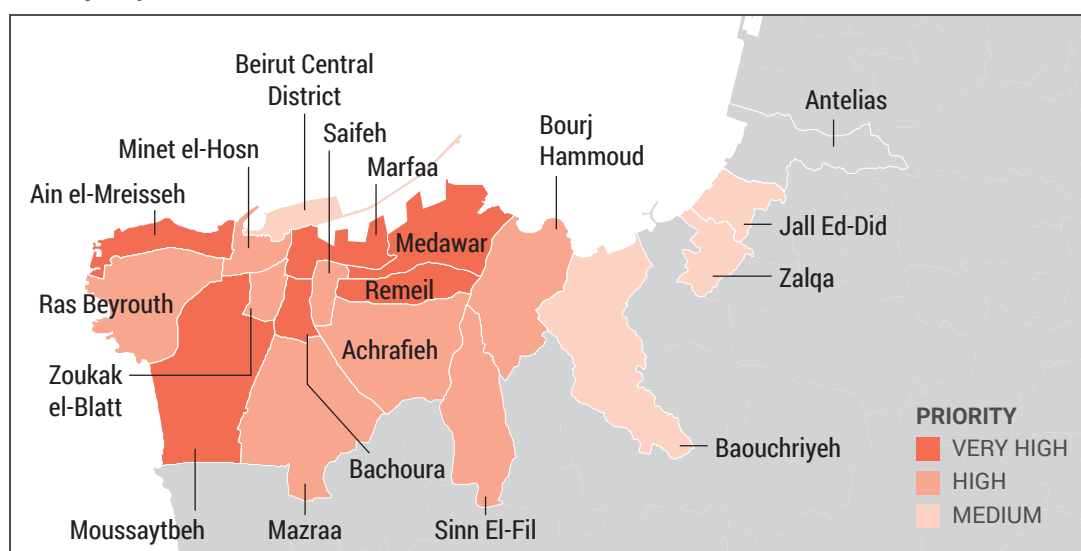 Beirut Central
District
Saifeh
Minet el-Hosn
Marfaa
Ain el-Mreisseh
Bourj
Hammoud
Antelias
Medawar
Jall Ed-Did
Remeil
Zalqa
Ras Beyrouth
Achrafieh
Zoukak
el-Blatt
Bachoura
Baouchriyeh
Moussaytbeh
Mazraa
Sinn El-Fil
PRIORITY
VERY HIGH
HIGH
MEDIUM